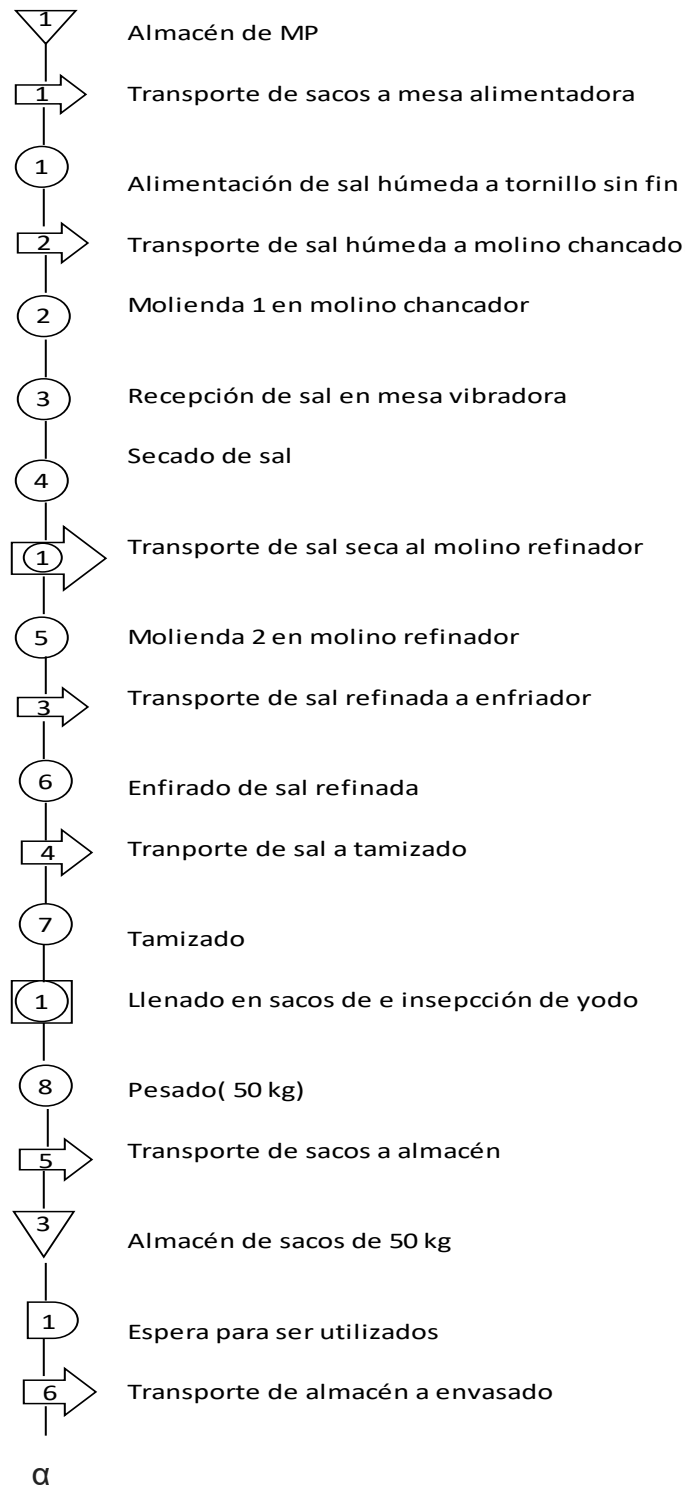 1 Almacén de MP
1 Transporte de sacos a mesa alimentadora
1 Alimentación de sal húmeda a tornillo sin fin
2 Transporte de sal húmeda a molino chancado
2 Molienda 1 en molino chancador
3 Recepción de sal en mesa vibradora
4 Secado de sal
1 Transporte de sal seca al molino refinador
5 Molienda 2 en molino refinador
3 Transporte de sal refinada a enfriador
6 Enfirado de sal refinada
4 Tranporte de sal a tamizado
7 Tamizado
1 Llenado en sacos de e insepcción de yodo
8 Pesado( 50 kg)
5 Transporte de sacos a almacén
3 Almacén de sacos de 50 kg
1 Espera para ser utilizados
6 Transporte de almacén a envasado
α